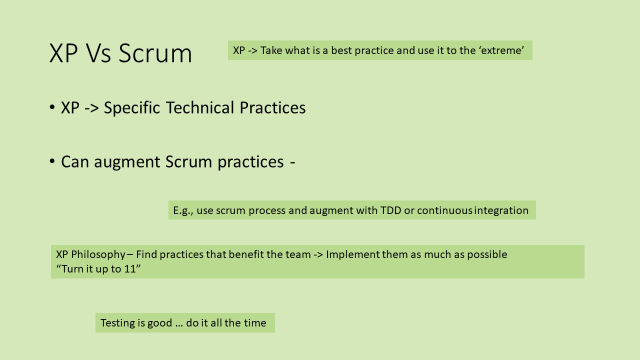 XP Vs Scrum
XP -> Take what is a best practice and use it to the ‘extreme’
• XP -> Specific Technical Practices
• Can augment Scrum practices -
E.g., use scrum process and augment with TDD or continuous integration
XP Philosophy – Find practices that benefit the team -> Implement them as much as possible
“Turn it up to 11”
Testing is good … do it all the time